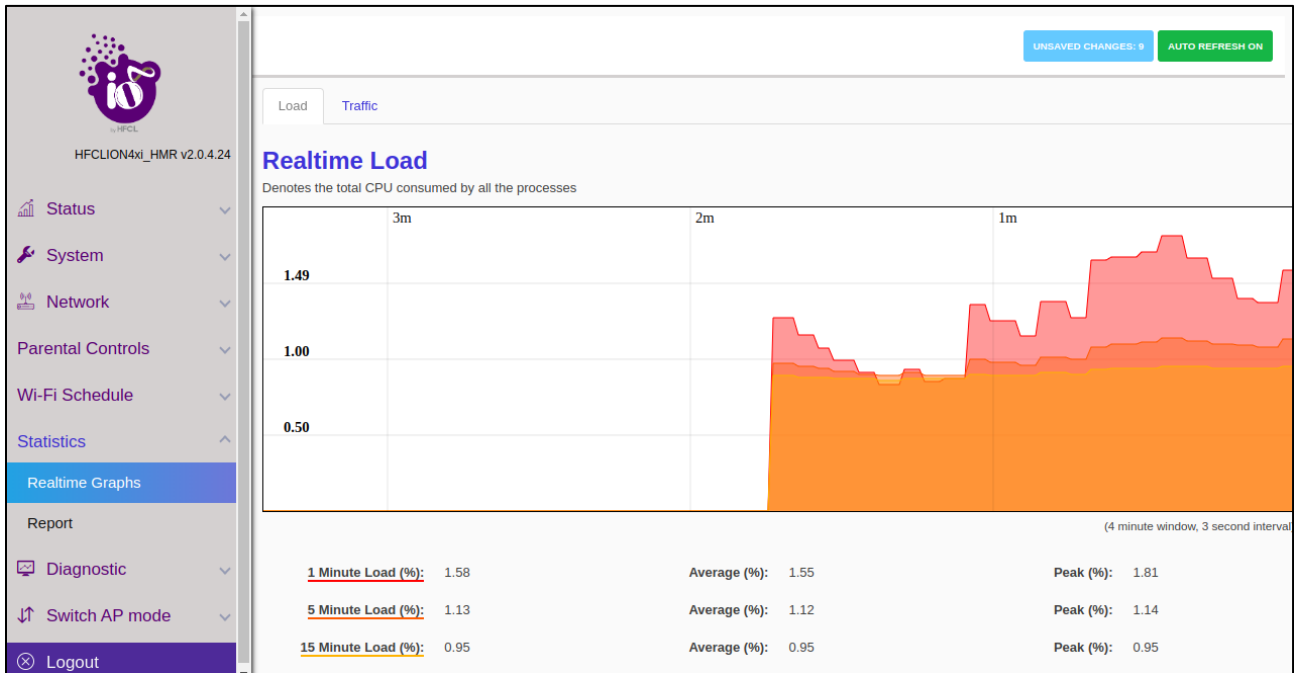 io
by HFCL
HFCLION4xi_HMR v2.0.4.24
Status
System
Network
Parental Controls
Wi-Fi Schedule
Statistics
Realtime Graphs
Report
Diagnostic
Switch AP mode
Logout
UNSAVED CHANGES: 9 AUTO REFRESH ON
Load Traffic
Realtime Load
Denotes the total CPU consumed by all the processes
3m 2m 1m
1.49
1.00
0.50
(4 minute window, 3 second interval)
1 Minute Load (%): 1.58 Average (%): 1.55 Peak (%): 1.81
5 Minute Load (%): 1.13 Average (%): 1.12 Peak (%): 1.14
15 Minute Load (%): 0.95 Average (%): 0.95 Peak (%): 0.95